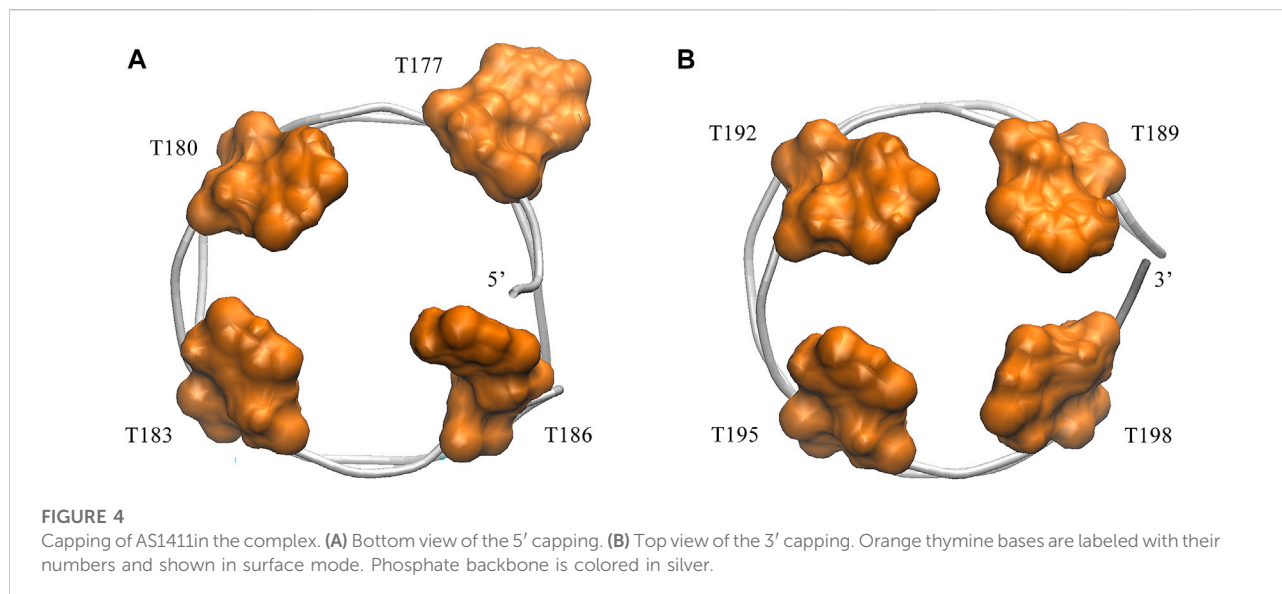 A
B
T177
T180
T192
T189
5'
3'
T183
T186
T195
T198
FIGURE 4
Capping of AS1411in the complex. (A) Bottom view of the 5′ capping. (B) Top view of the 3′ capping. Orange thymine bases are labeled with their
numbers and shown in surface mode. Phosphate backbone is colored in silver.